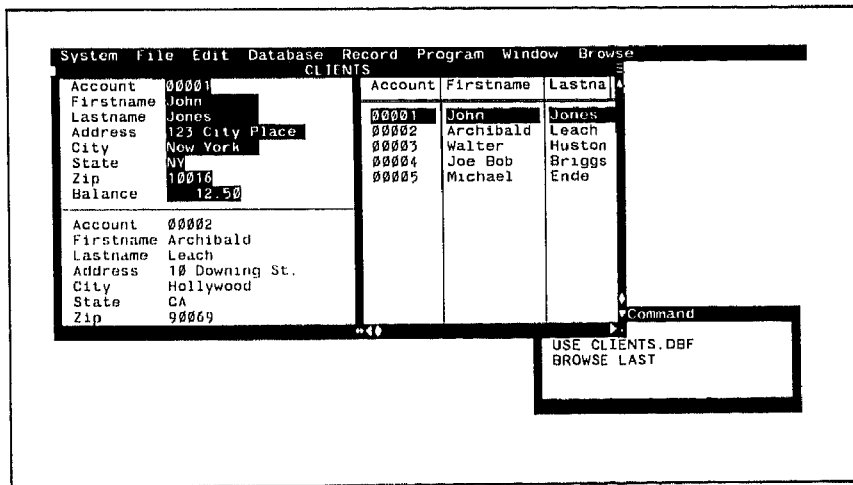 System File Edit Database Record Program Window Browse
CLIENTS
Account 00001
Firstname John
Lastname Jones
Address 123 City Place
City New York
State NY
Zip 10016
Balance 12.50
Account 00002
Firstname Archibald
Lastname Leach
Address 10 Downing St.
City Hollywood
State CA
Zip 90069
Account Firstname Lastna
00001 John Jones
00002 Archibald Leach
00003 Walter Huston
00004 Joe Bob Briggs
00005 Michael Ende
Command
USE CLIENTS.DBF
BROWSE LAST